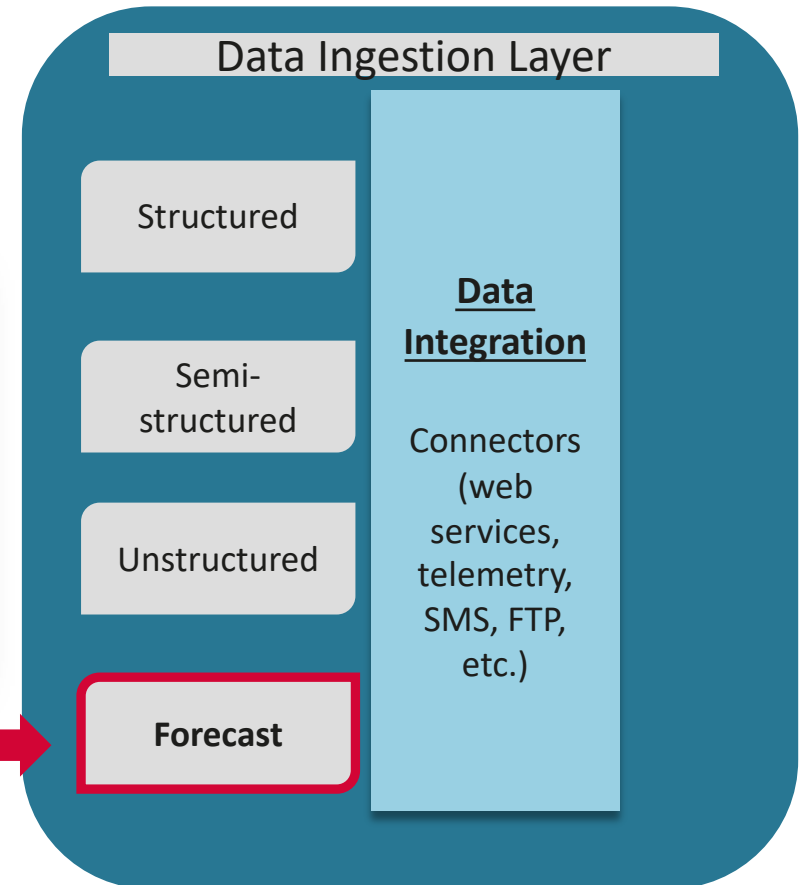 Data Ingestion Layer
Structured
Semi-
structured
Unstructured
Forecast
Data
Integration
Connectors
(web
services,
telemetry,
SMS, FTP,
etc.)